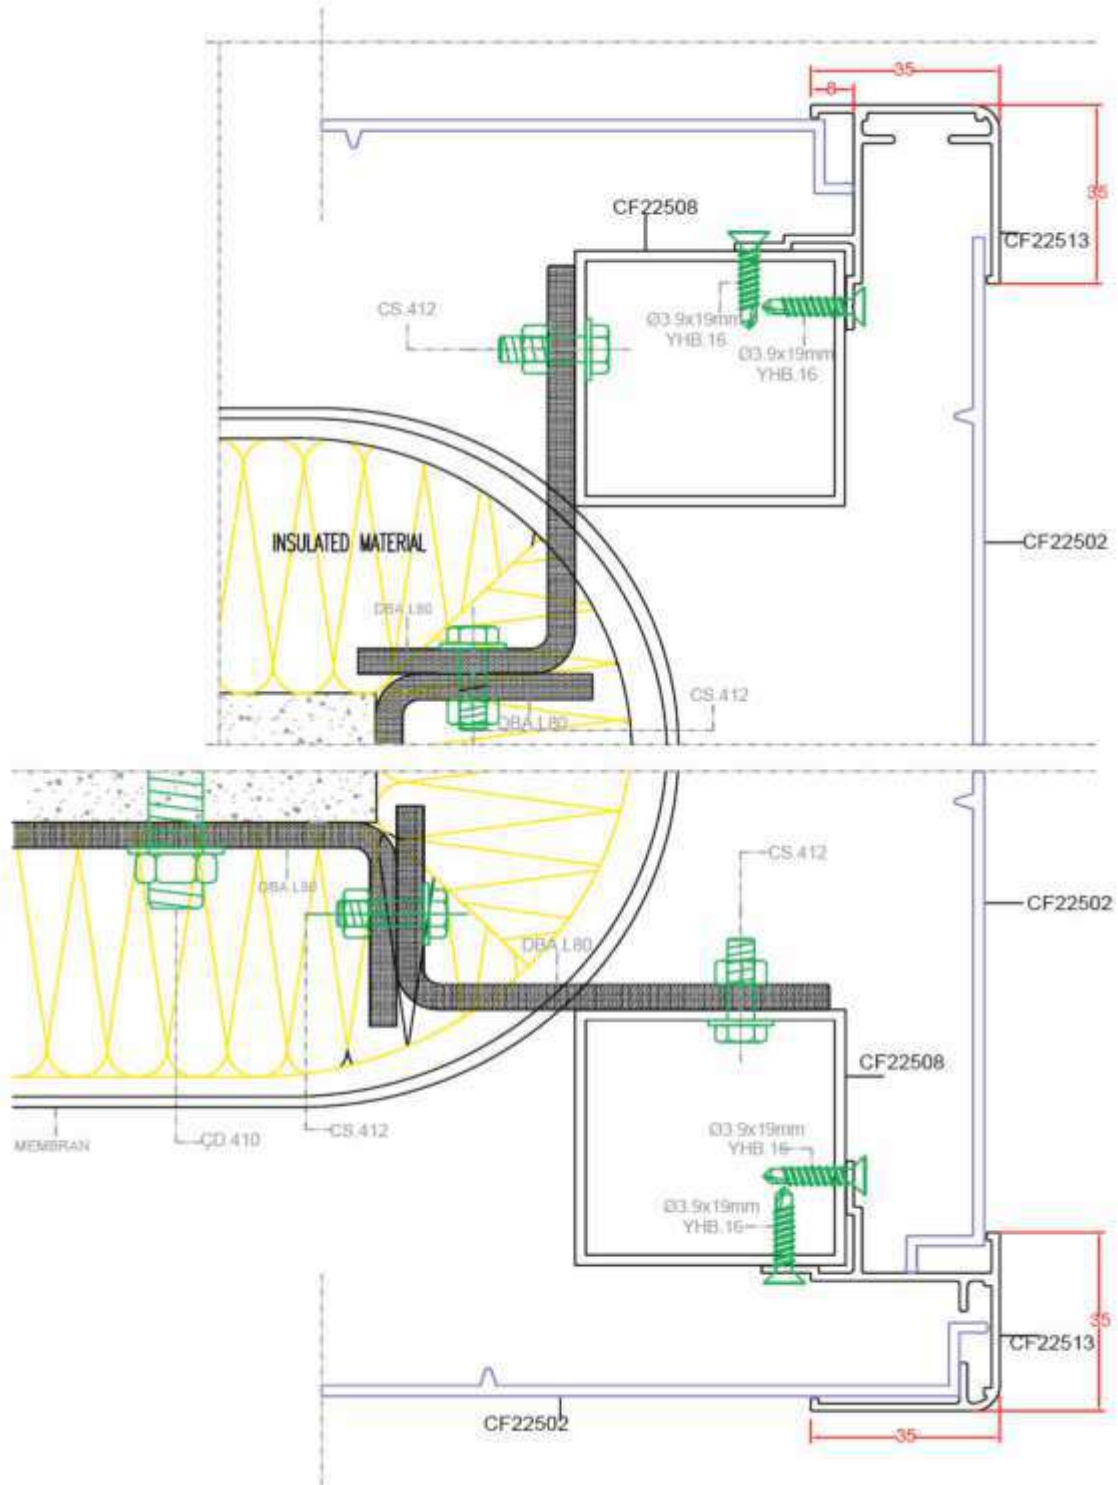 35
8
35
CF22508
CF22513
CS.412
Ø3.9x19mm
YHB.16
Ø3.9x19mm
YHB.16
INSULATED MATERIAL
CF22502
DBA.L80
CS.412
DBA.L80
CS.412
DBA.L80
CF22502
DBA.L80
CF22508
Ø3.9x19mm
YHB.16
CS.412
ÇD.410
MEMBRAN
Ø3.9x19mm
YHB.16
35
CF22513
CF22502
35